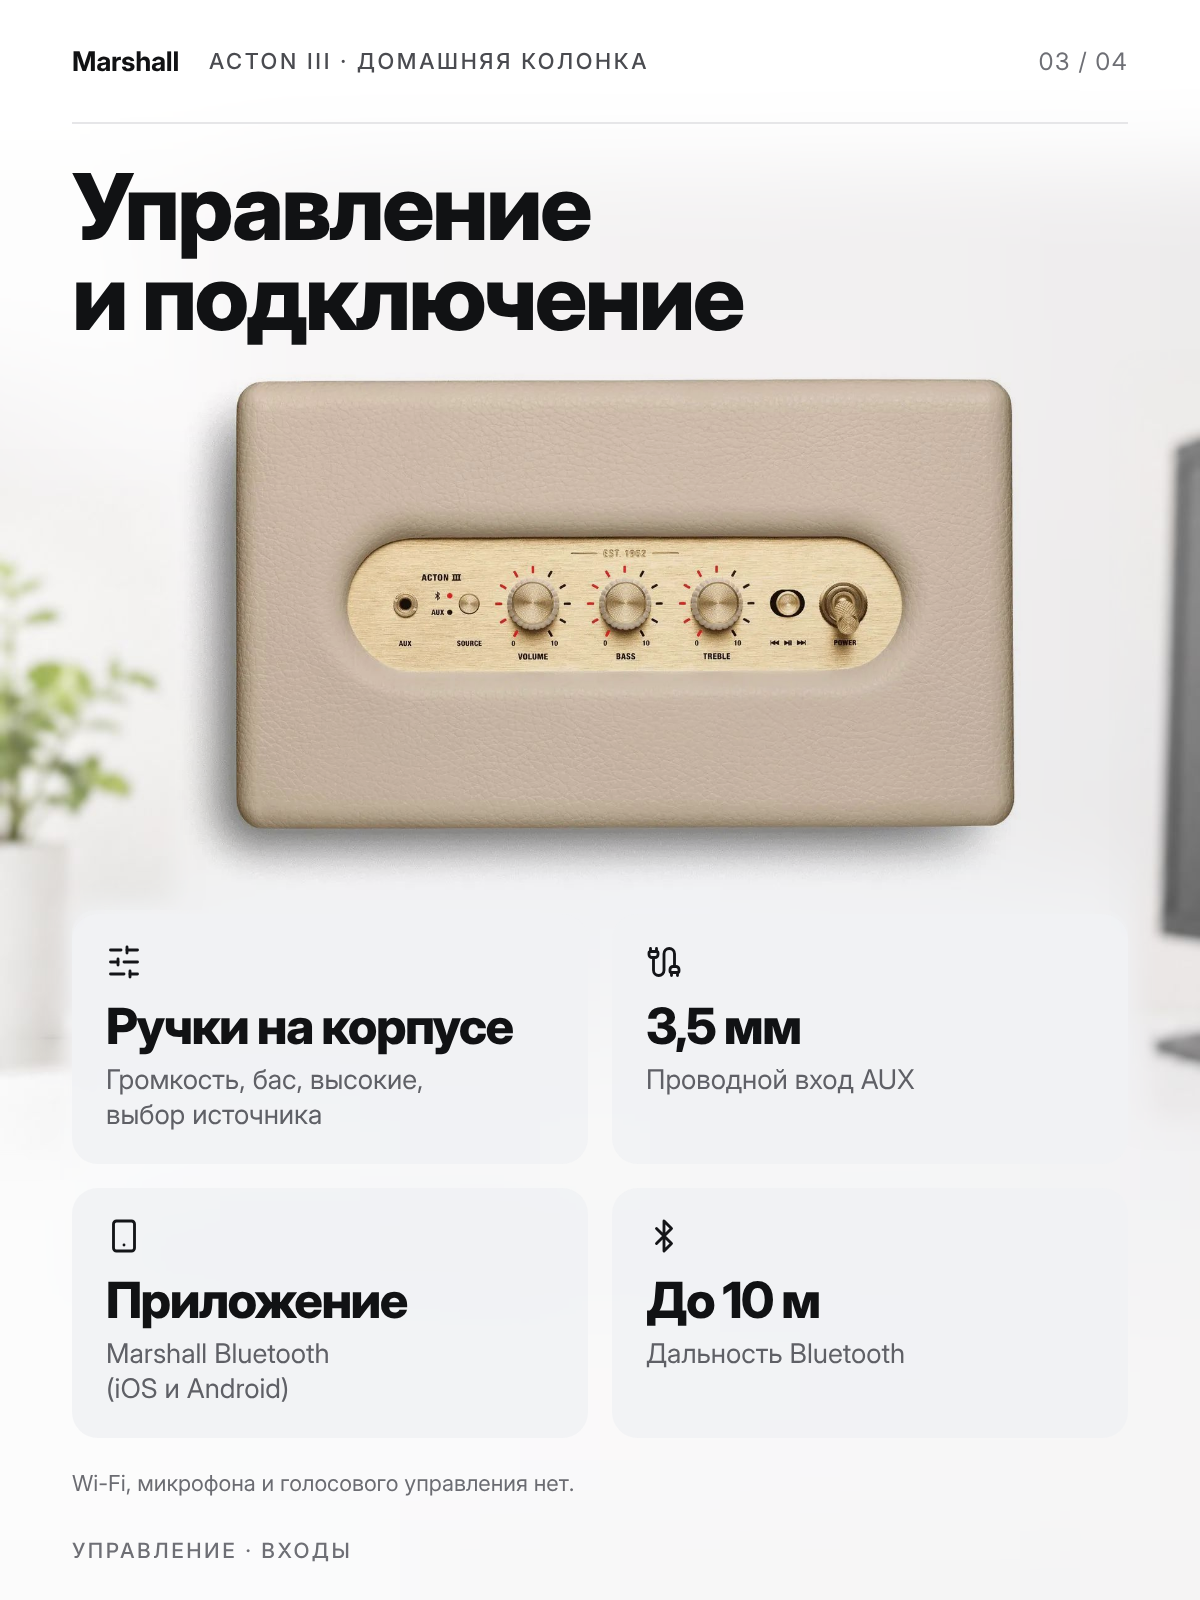 Marshall ACTON III · ДОМАШНЯЯ КОЛОНКА 03 / 04
Управление
и подключение
EST. 1962
ACTON III
AUX
AUX
SOURCE
0 10
VOLUME
0 10
BASS
0 10
TREBLE
POWER
Ручки на корпусе
Громкость, бас, высокие,
выбор источника
3,5 мм
Проводной вход AUX
Приложение
Marshall Bluetooth
(iOS и Android)
До 10 м
Дальность Bluetooth
Wi-Fi, микрофона и голосового управления нет.
УПРАВЛЕНИЕ · ВХОДЫ